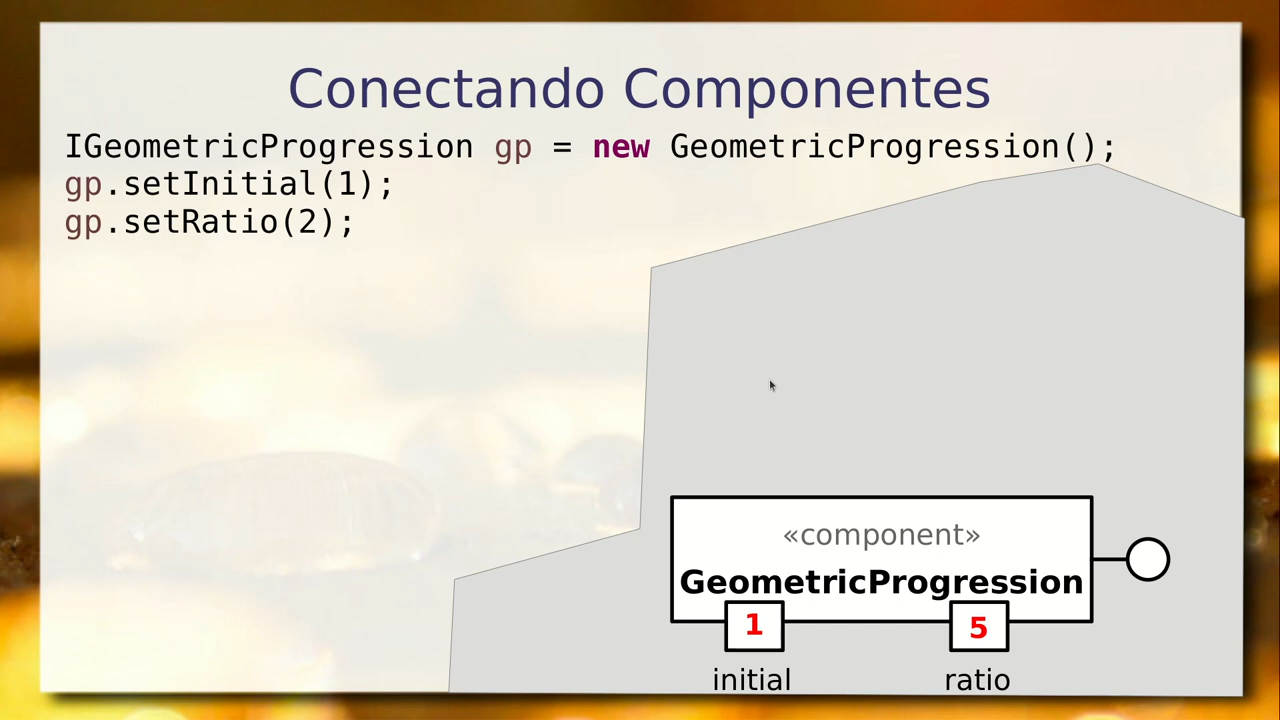 Conectando Componentes
IGeometricProgression gp = new GeometricProgression();
gp.setInitial(1);
gp.setRatio(2);
«component»
GeometricProgression
1 5
initial ratio